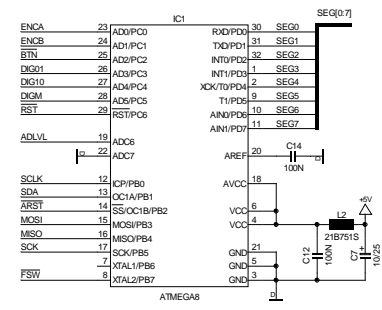 IC1
SEG[0:7]
ENCA 23 AD0/PC0 RXD/PD0 30 SEG0
ENCB 24 AD1/PC1 TXD/PD1 31 SEG1
BTN 25 AD2/PC2 INT0/PD2 32 SEG2
DIG01 26 AD3/PC3 INT1/PD3 1 SEG3
DIG10 27 AD4/PC4 XCK/T0/PD4 2 SEG4
DIGM 28 AD5/PC5 T1/PD5 9 SEG5
RST 29 RST/PC6 AIN0/PD6 10 SEG6
AIN1/PD7 11 SEG7
ADLVL 19 ADC6
22 ADC7 AREF 20 C14
100N
SCLK 12 ICP/PB0 AVCC 18
SDA 13 OC1A/PB1 +5V
ARST 14 SS/OC1B/PB2 VCC 6
MOSI 15 MOSI/PB3 VCC 4 L2
MISO 16 MISO/PB4 21B751S
SCK 17 SCK/PB5 GND 21 C12 100N C7 + 10/25
7 XTAL1/PB6 GND 5
FSW 8 XTAL2/PB7 GND 3
D
ATMEGA8